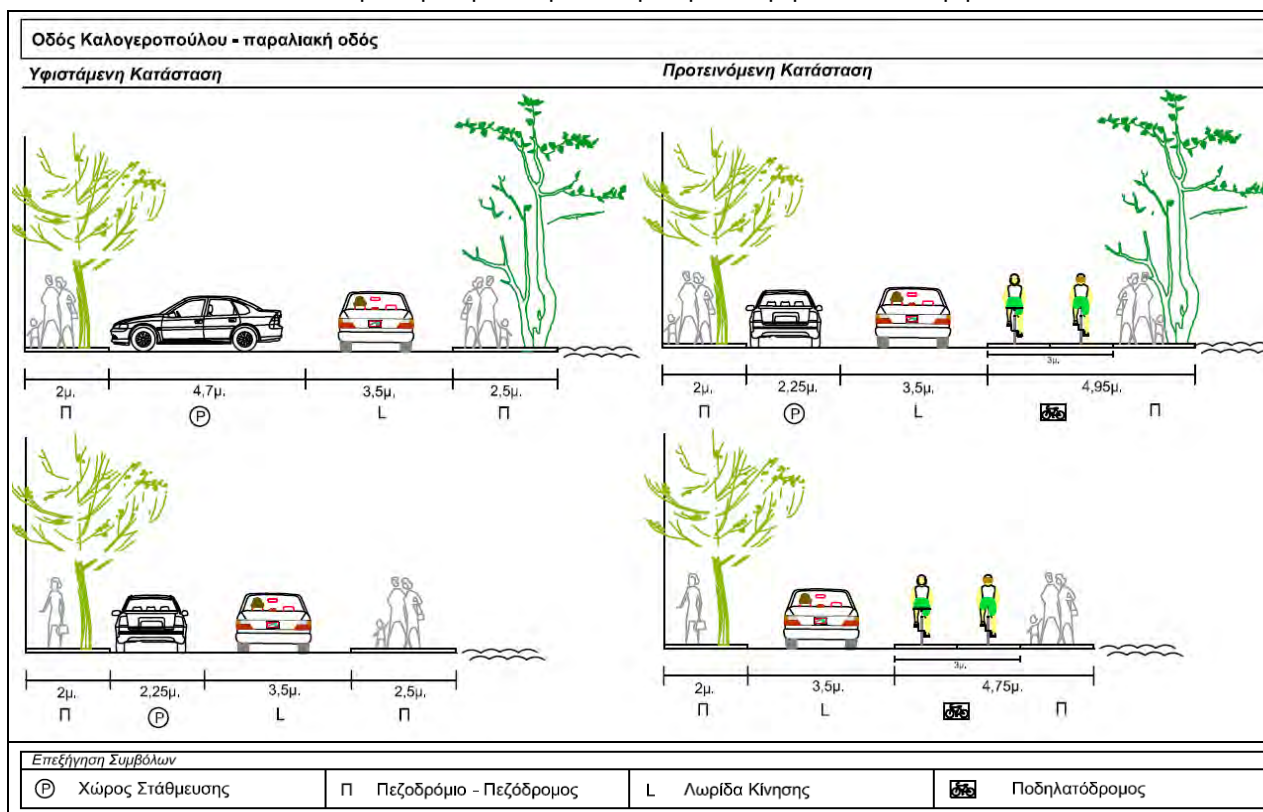 Οδός Καλογεροπούλου - παραλιακή οδός
Υφιστάμενη Κατάσταση
Προτεινόμενη Κατάσταση
2μ. 4,7μ. 3,5μ. 2,5μ.
Π P L Π
3μ.
2μ. 2,25μ. 3,5μ. 4,95μ.
Π P L Π
2μ. 2,25μ. 3,5μ. 2,5μ.
Π P L Π
3μ.
2μ. 3,5μ. 4,75μ.
Π L Π
Επεξήγηση Συμβόλων
P Χώρος Στάθμευσης
Π Πεζοδρόμιο - Πεζόδρομος
L Λωρίδα Κίνησης
Ποδηλατόδρομος